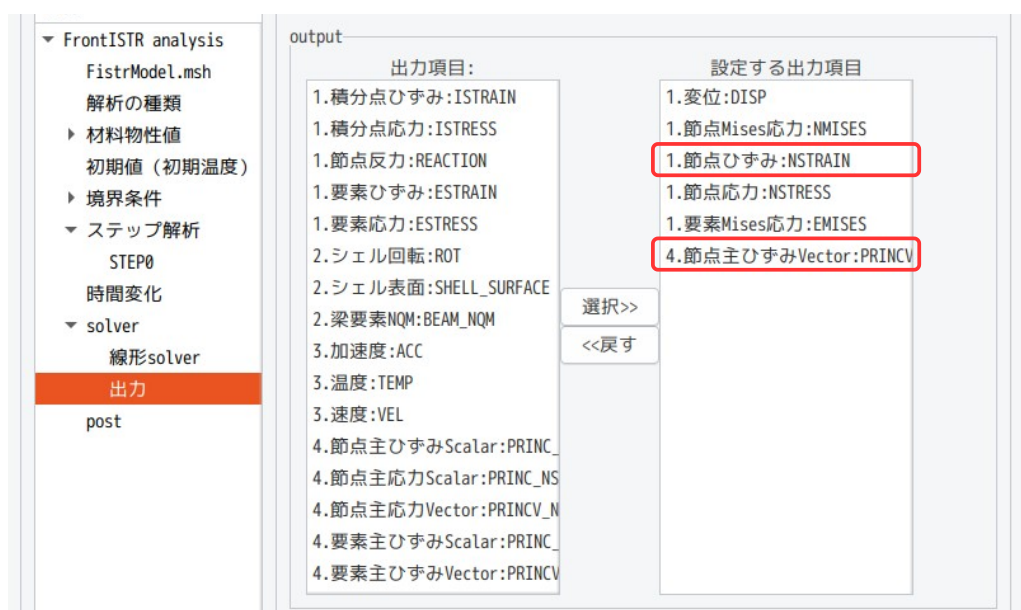 FrontISTR analysis
FistrModel.msh
解析の種類
材料物性値
初期値（初期温度）
境界条件
ステップ解析
STEP0
時間変化
solver
線形solver
出力
post
output
出力項目:
1.積分点ひずみ:ISTRAIN
1.積分点応力:ISTRESS
1.節点反力:REACTION
1.要素ひずみ:ESTRAIN
1.要素応力:ESTRESS
2.シェル回転:ROT
2.シェル表面:SHELL_SURFACE
2.梁要素NQM:BEAM_NQM
3.加速度:ACC
3.温度:TEMP
3.速度:VEL
4.節点主ひずみScalar:PRINC_
4.節点主応力Scalar:PRINC_NS
4.節点主応力Vector:PRINCV_N
4.要素主ひずみScalar:PRINC_
4.要素主ひずみVector:PRINCV
選択>>
<<戻す
設定する出力項目
1.変位:DISP
1.節点Mises応力:NMISES
1.節点ひずみ:NSTRAIN
1.節点応力:NSTRESS
1.要素Mises応力:EMISES
4.節点主ひずみVector:PRINCV